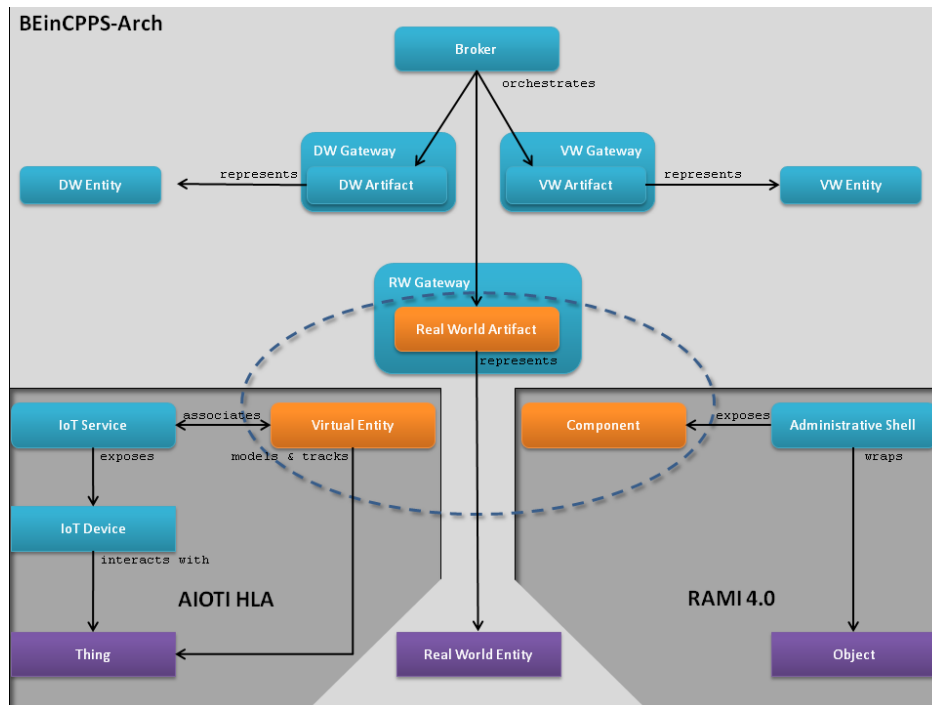 BEinCPPS-Arch
Broker
orchestrates
DW Gateway
VW Gateway
DW Entity
represents
DW Artifact
VW Artifact
represents
VW Entity
RW Gateway
Real World Artifact
represents
IoT Service
associates
Virtual Entity
Component
exposes
Administrative Shell
exposes
models & tracks
wraps
IoT Device
interacts with
AIOTI HLA
RAMI 4.0
Thing
Real World Entity
Object